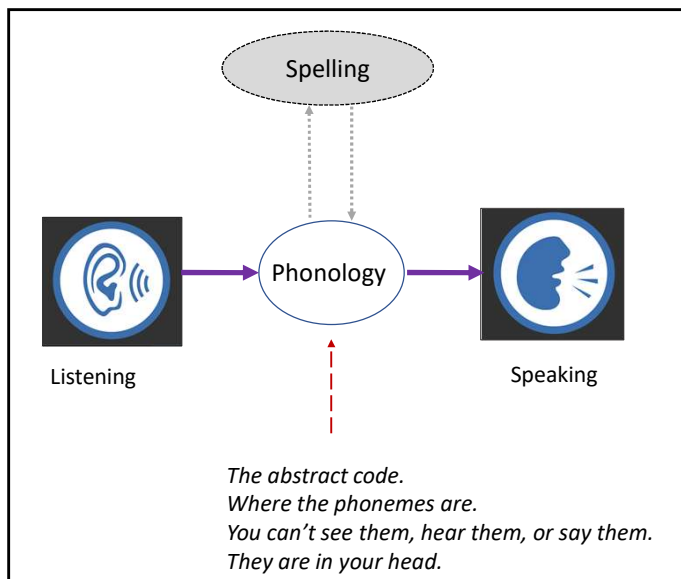 Spelling
Phonology
Listening
Speaking
The abstract code.
Where the phonemes are.
You can’t see them, hear them, or say them.
They are in your head.